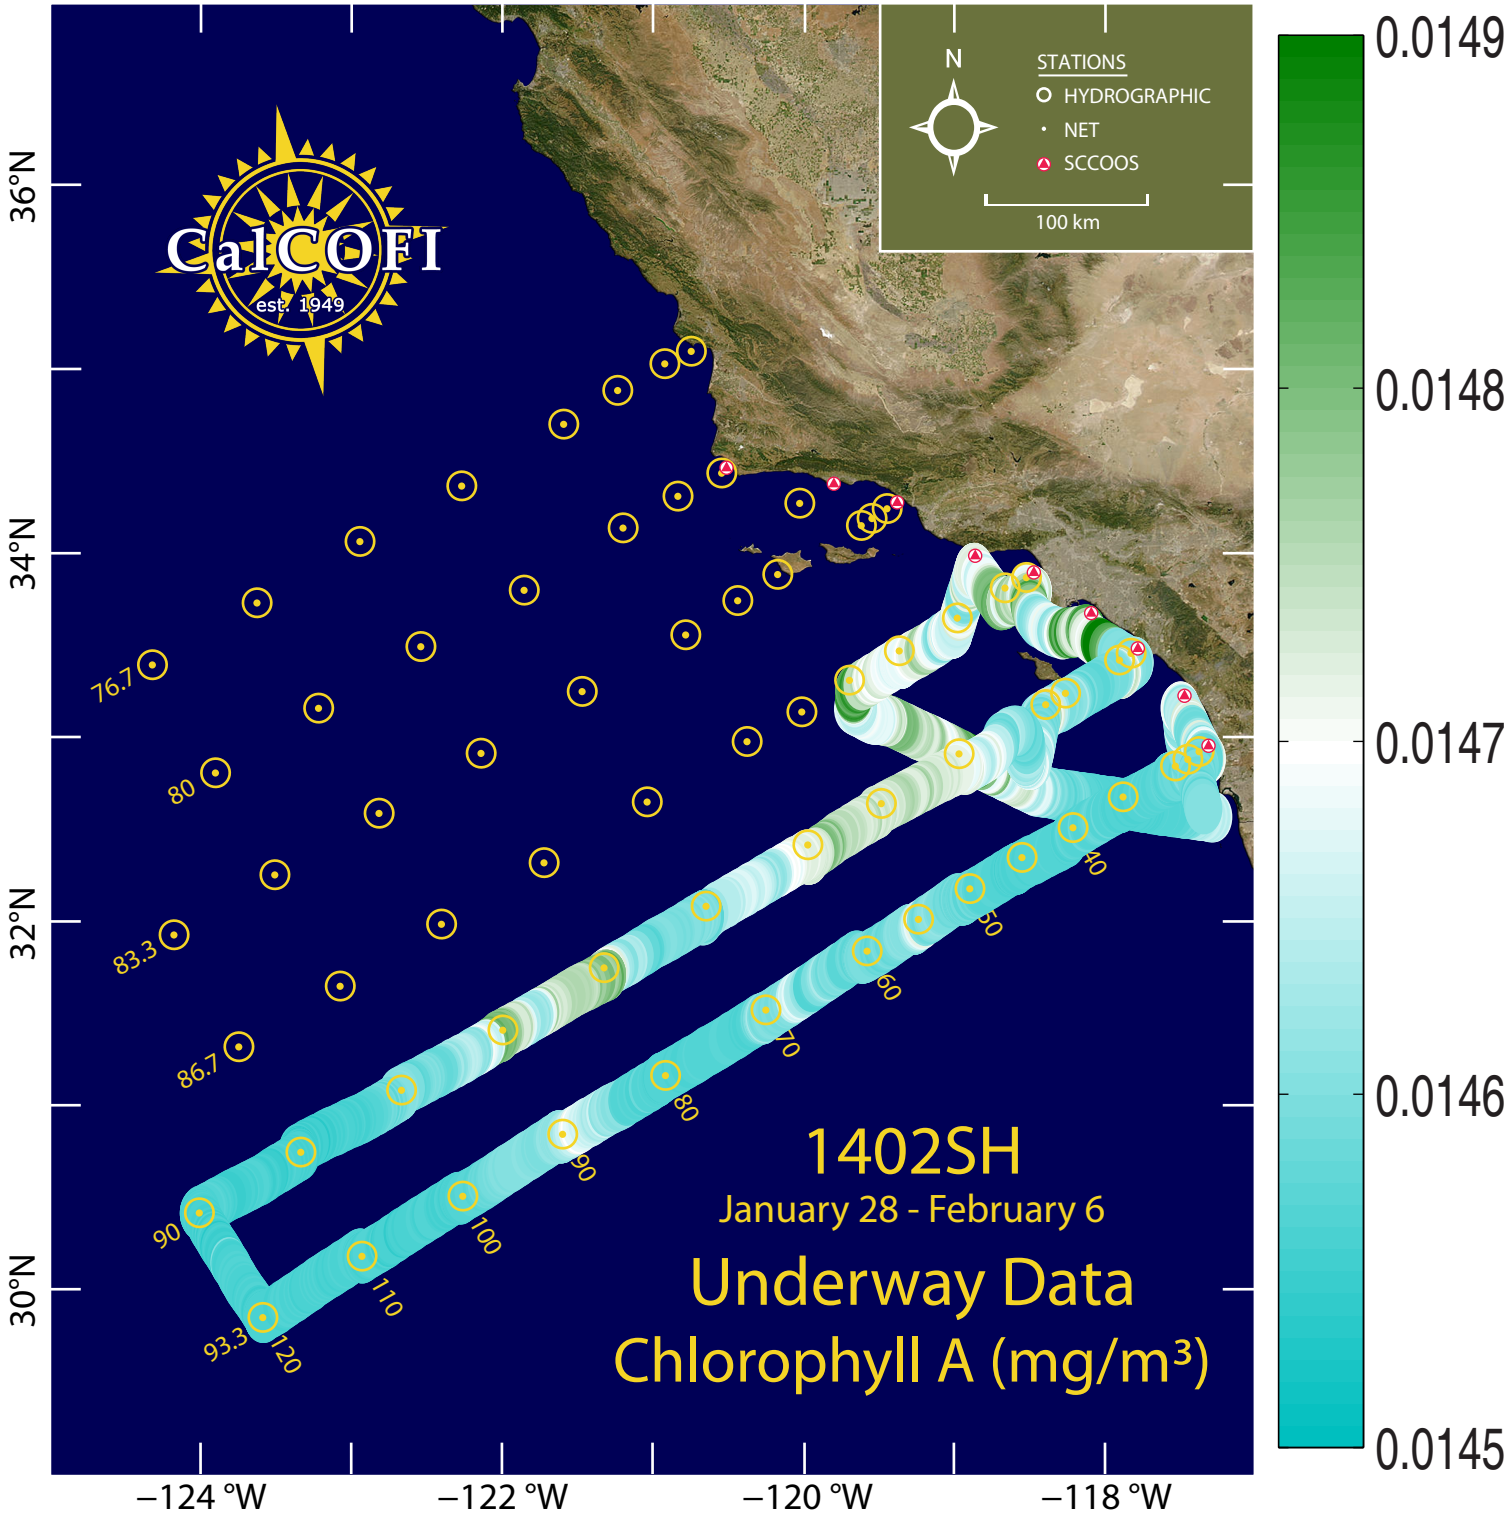 N
STATIONS
HYDROGRAPHIC
NET
SCCOOS
100 km
CalCOFI
est. 1949
36°N
34°N
32°N
30°N
76.7
80
83.3
86.7
90
93.3
40
50
60
70
80
90
100
110
120
1402SH
January 28 - February 6
Underway Data
Chlorophyll A (mg/m³)
−124 °W
−122 °W
−120 °W
−118 °W
0.0149
0.0148
0.0147
0.0146
0.0145